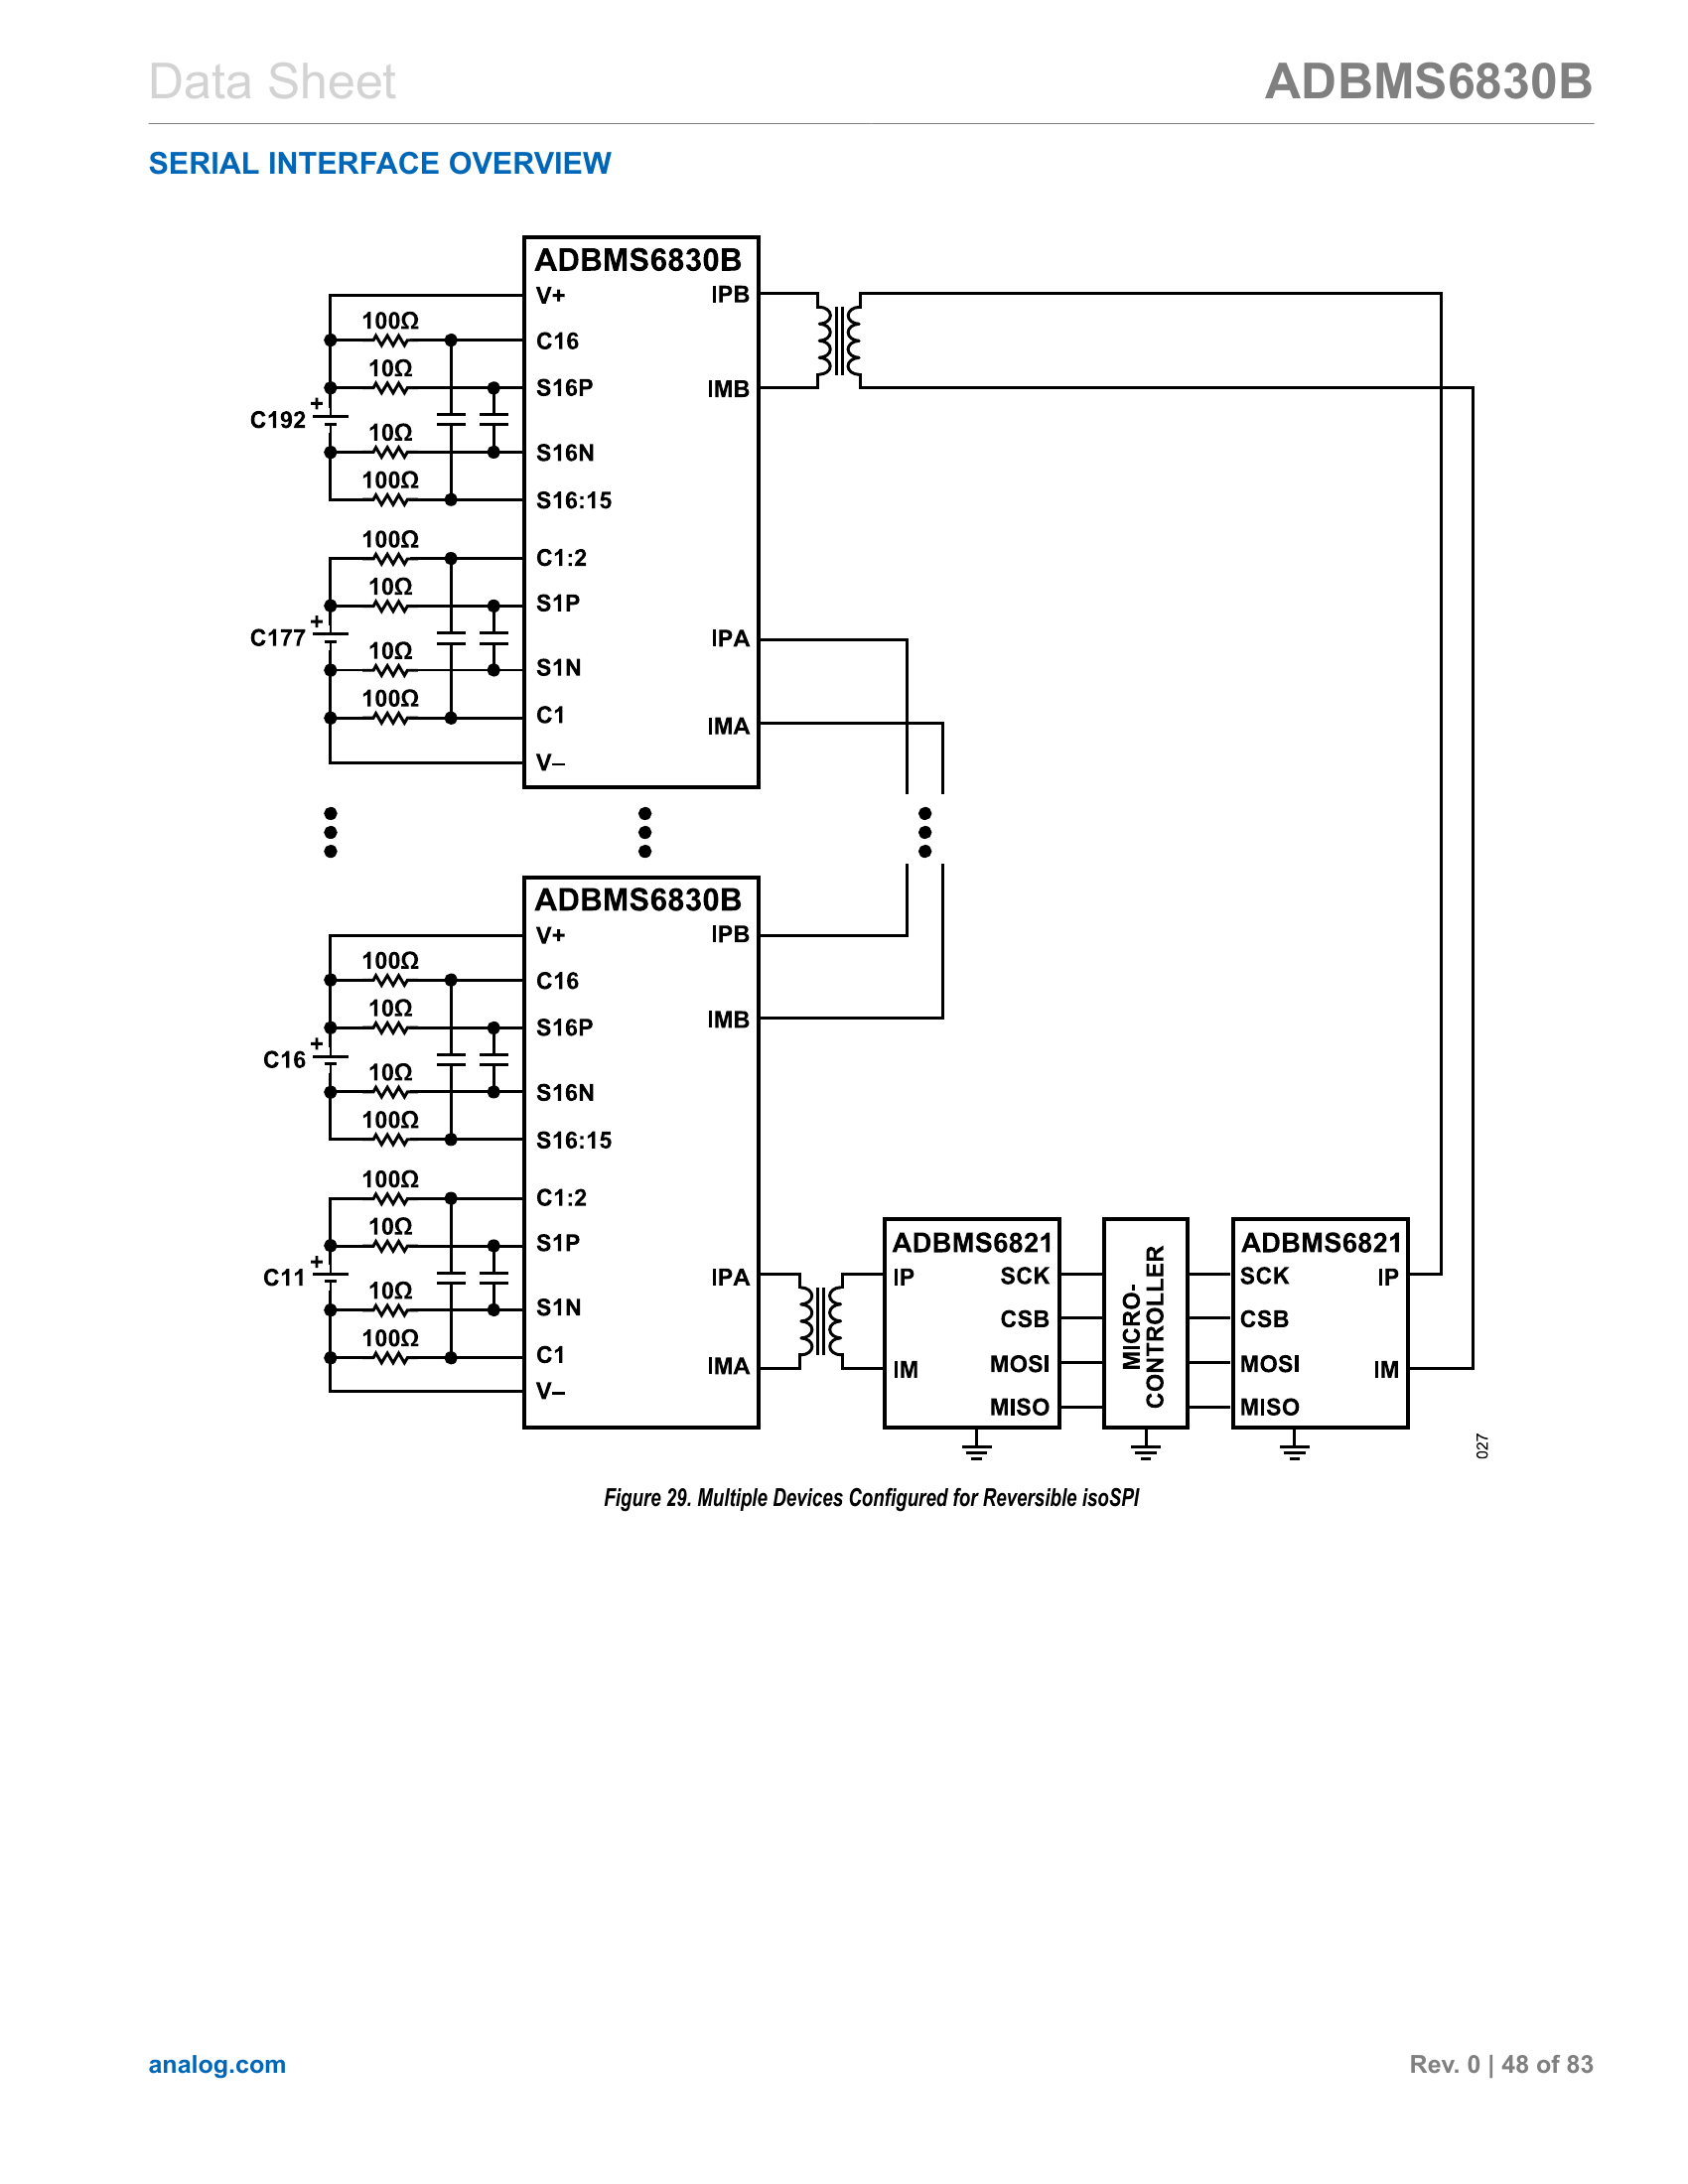 Data Sheet
ADBMS6830B
SERIAL INTERFACE OVERVIEW
ADBMS6830B
V+
IPB
100Ω
C16
10Ω
S16P
IMB
+
C192
10Ω
S16N
100Ω
S16:15
100Ω
C1:2
10Ω
S1P
+
C177
IPA
10Ω
S1N
100Ω
C1
IMA
V–
ADBMS6830B
V+
IPB
100Ω
C16
10Ω
S16P
IMB
+
C16
10Ω
S16N
100Ω
S16:15
100Ω
C1:2
10Ω
S1P
+
C11
IPA
10Ω
S1N
100Ω
C1
IMA
V–
ADBMS6821
IP
SCK
CSB
IM
MOSI
MISO
MICRO-
CONTROLLER
ADBMS6821
SCK
IP
CSB
MOSI
IM
MISO
027
Figure 29. Multiple Devices Configured for Reversible isoSPI
analog.com
Rev. 0 | 48 of 83